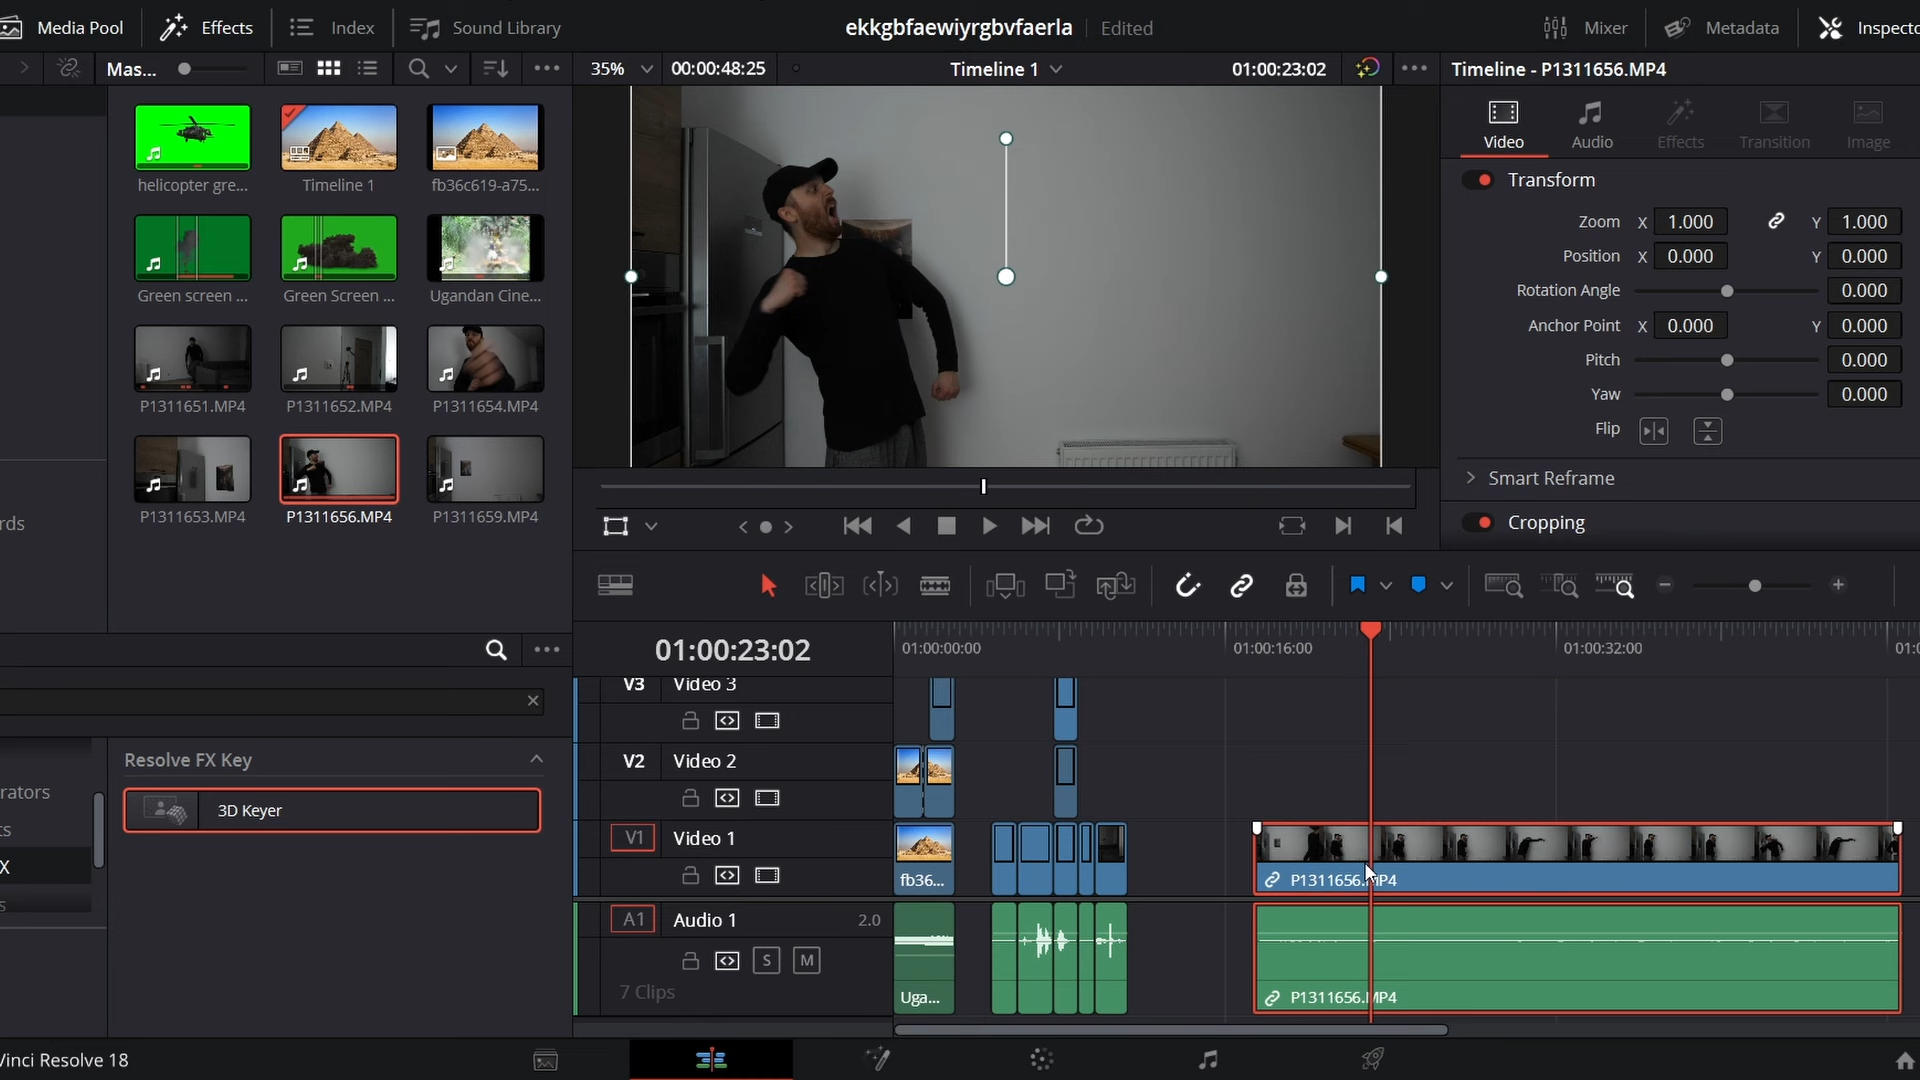 Media Pool
Effects
Index
Sound Library
ekkgbfaewiyrgbvfaerla
Edited
Mixer
Metadata
Inspecto
Mas...
35%
00:00:48:25
Timeline 1
01:00:23:02
Timeline - P1311656.MP4
helicopter gre...
Timeline 1
fb36c619-a75...
Green screen ...
Green Screen ...
Ugandan Cine...
P1311651.MP4
P1311652.MP4
P1311654.MP4
P1311653.MP4
P1311656.MP4
P1311659.MP4
Video
Audio
Effects
Transition
Image
Transform
Zoom X 1.000 Y 1.000
Position X 0.000 Y 0.000
Rotation Angle 0.000
Anchor Point X 0.000 Y 0.000
Pitch 0.000
Yaw 0.000
Flip
Smart Reframe
Cropping
rds
rators
ts
X
s
Resolve FX Key
3D Keyer
01:00:23:02
01:00:00:00
01:00:16:00
01:00:32:00
01:0
V3 Video 3
V2 Video 2
V1 Video 1
fb36...
P1311656.MP4
A1 Audio 1 2.0
S M
7 Clips
Uga...
P1311656.MP4
Vinci Resolve 18